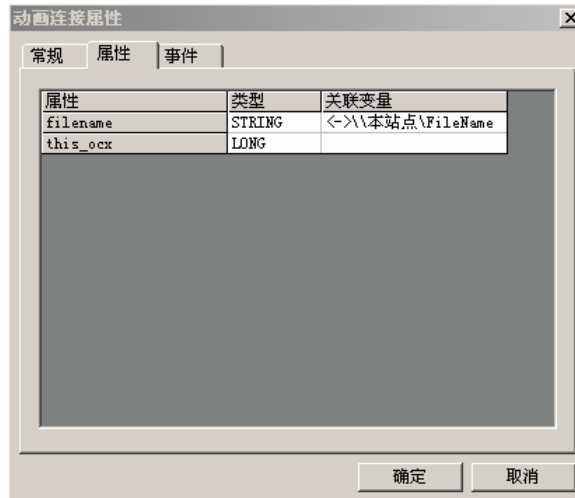 动画连接属性
常规 属性 事件
属性 类型 关联变量
filename STRING <->\\本站点\FileName
this_ocx LONG
确定 取消